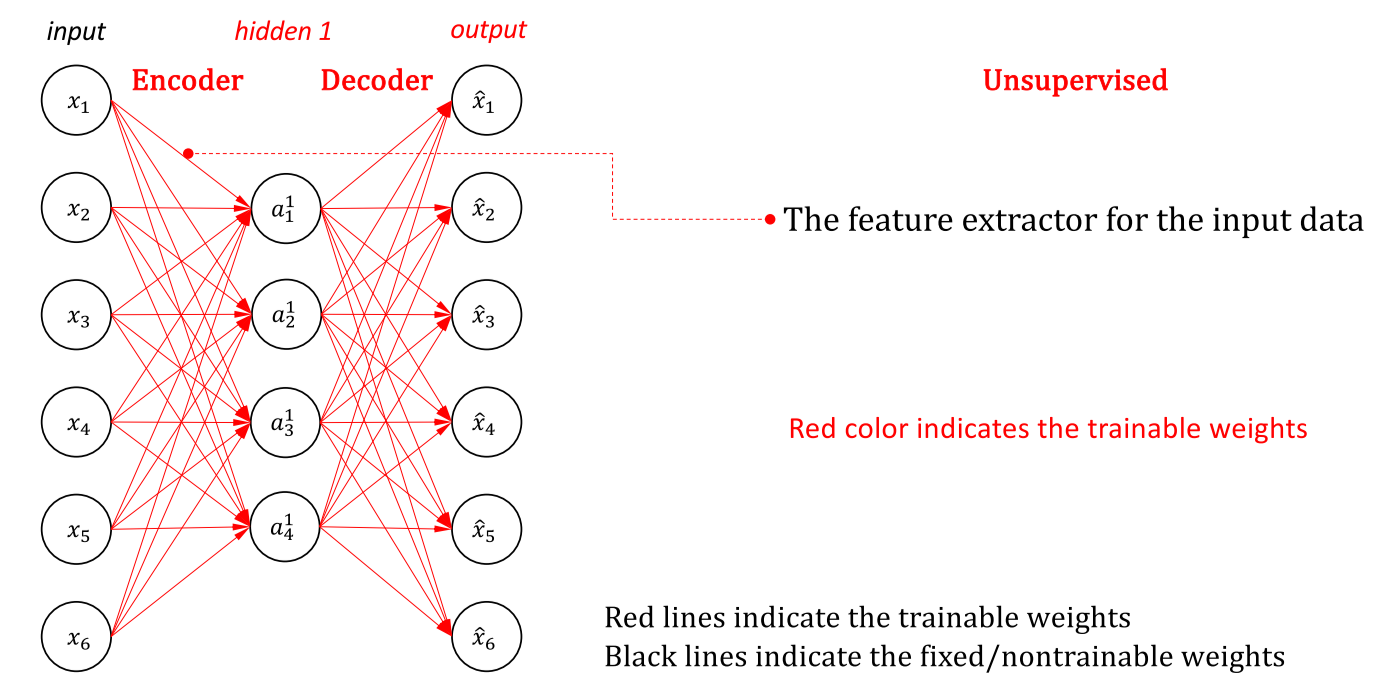 input hidden 1 output
Encoder Decoder Unsupervised
x₁ x̂₁
x₂ a₁¹ x̂₂
The feature extractor for the input data
x₃ a₂¹ x̂₃
x₄ a₃¹ x̂₄
Red color indicates the trainable weights
x₅ a₄¹ x̂₅
x₆ x̂₆
Red lines indicate the trainable weights
Black lines indicate the fixed/nontrainable weights